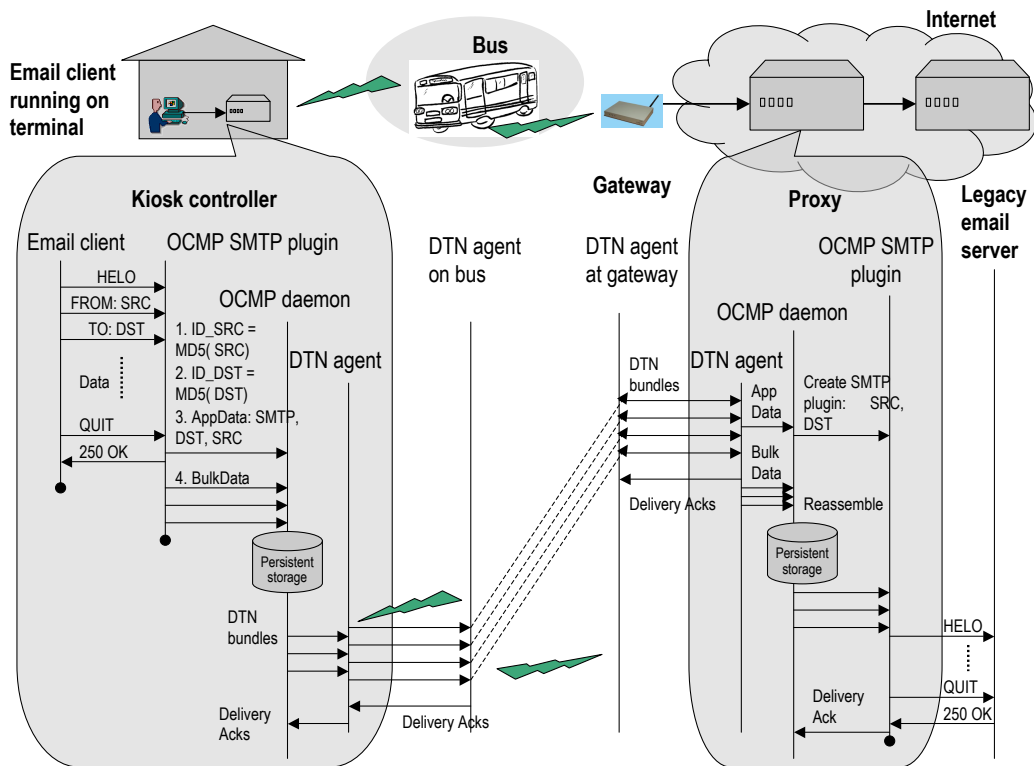 Internet
Bus
Email client
running on
terminal
Kiosk controller
Gateway
Proxy
Legacy
email
server
Email client
OCMP SMTP plugin
DTN agent
on bus
DTN agent
at gateway
OCMP SMTP
plugin
HELO
FROM: SRC
TO: DST
Data
QUIT
250 OK
OCMP daemon
1. ID_SRC =
MD5( SRC)
2. ID_DST =
MD5( DST)
3. AppData: SMTP,
DST, SRC
4. BulkData
DTN agent
Persistent
storage
DTN
bundles
Delivery
Acks
Delivery Acks
OCMP daemon
DTN agent
DTN
bundles
App
Data
Bulk
Data
Create SMTP
plugin: SRC,
DST
Delivery Acks
Reassemble
Persistent
storage
HELO
QUIT
250 OK
Delivery
Ack